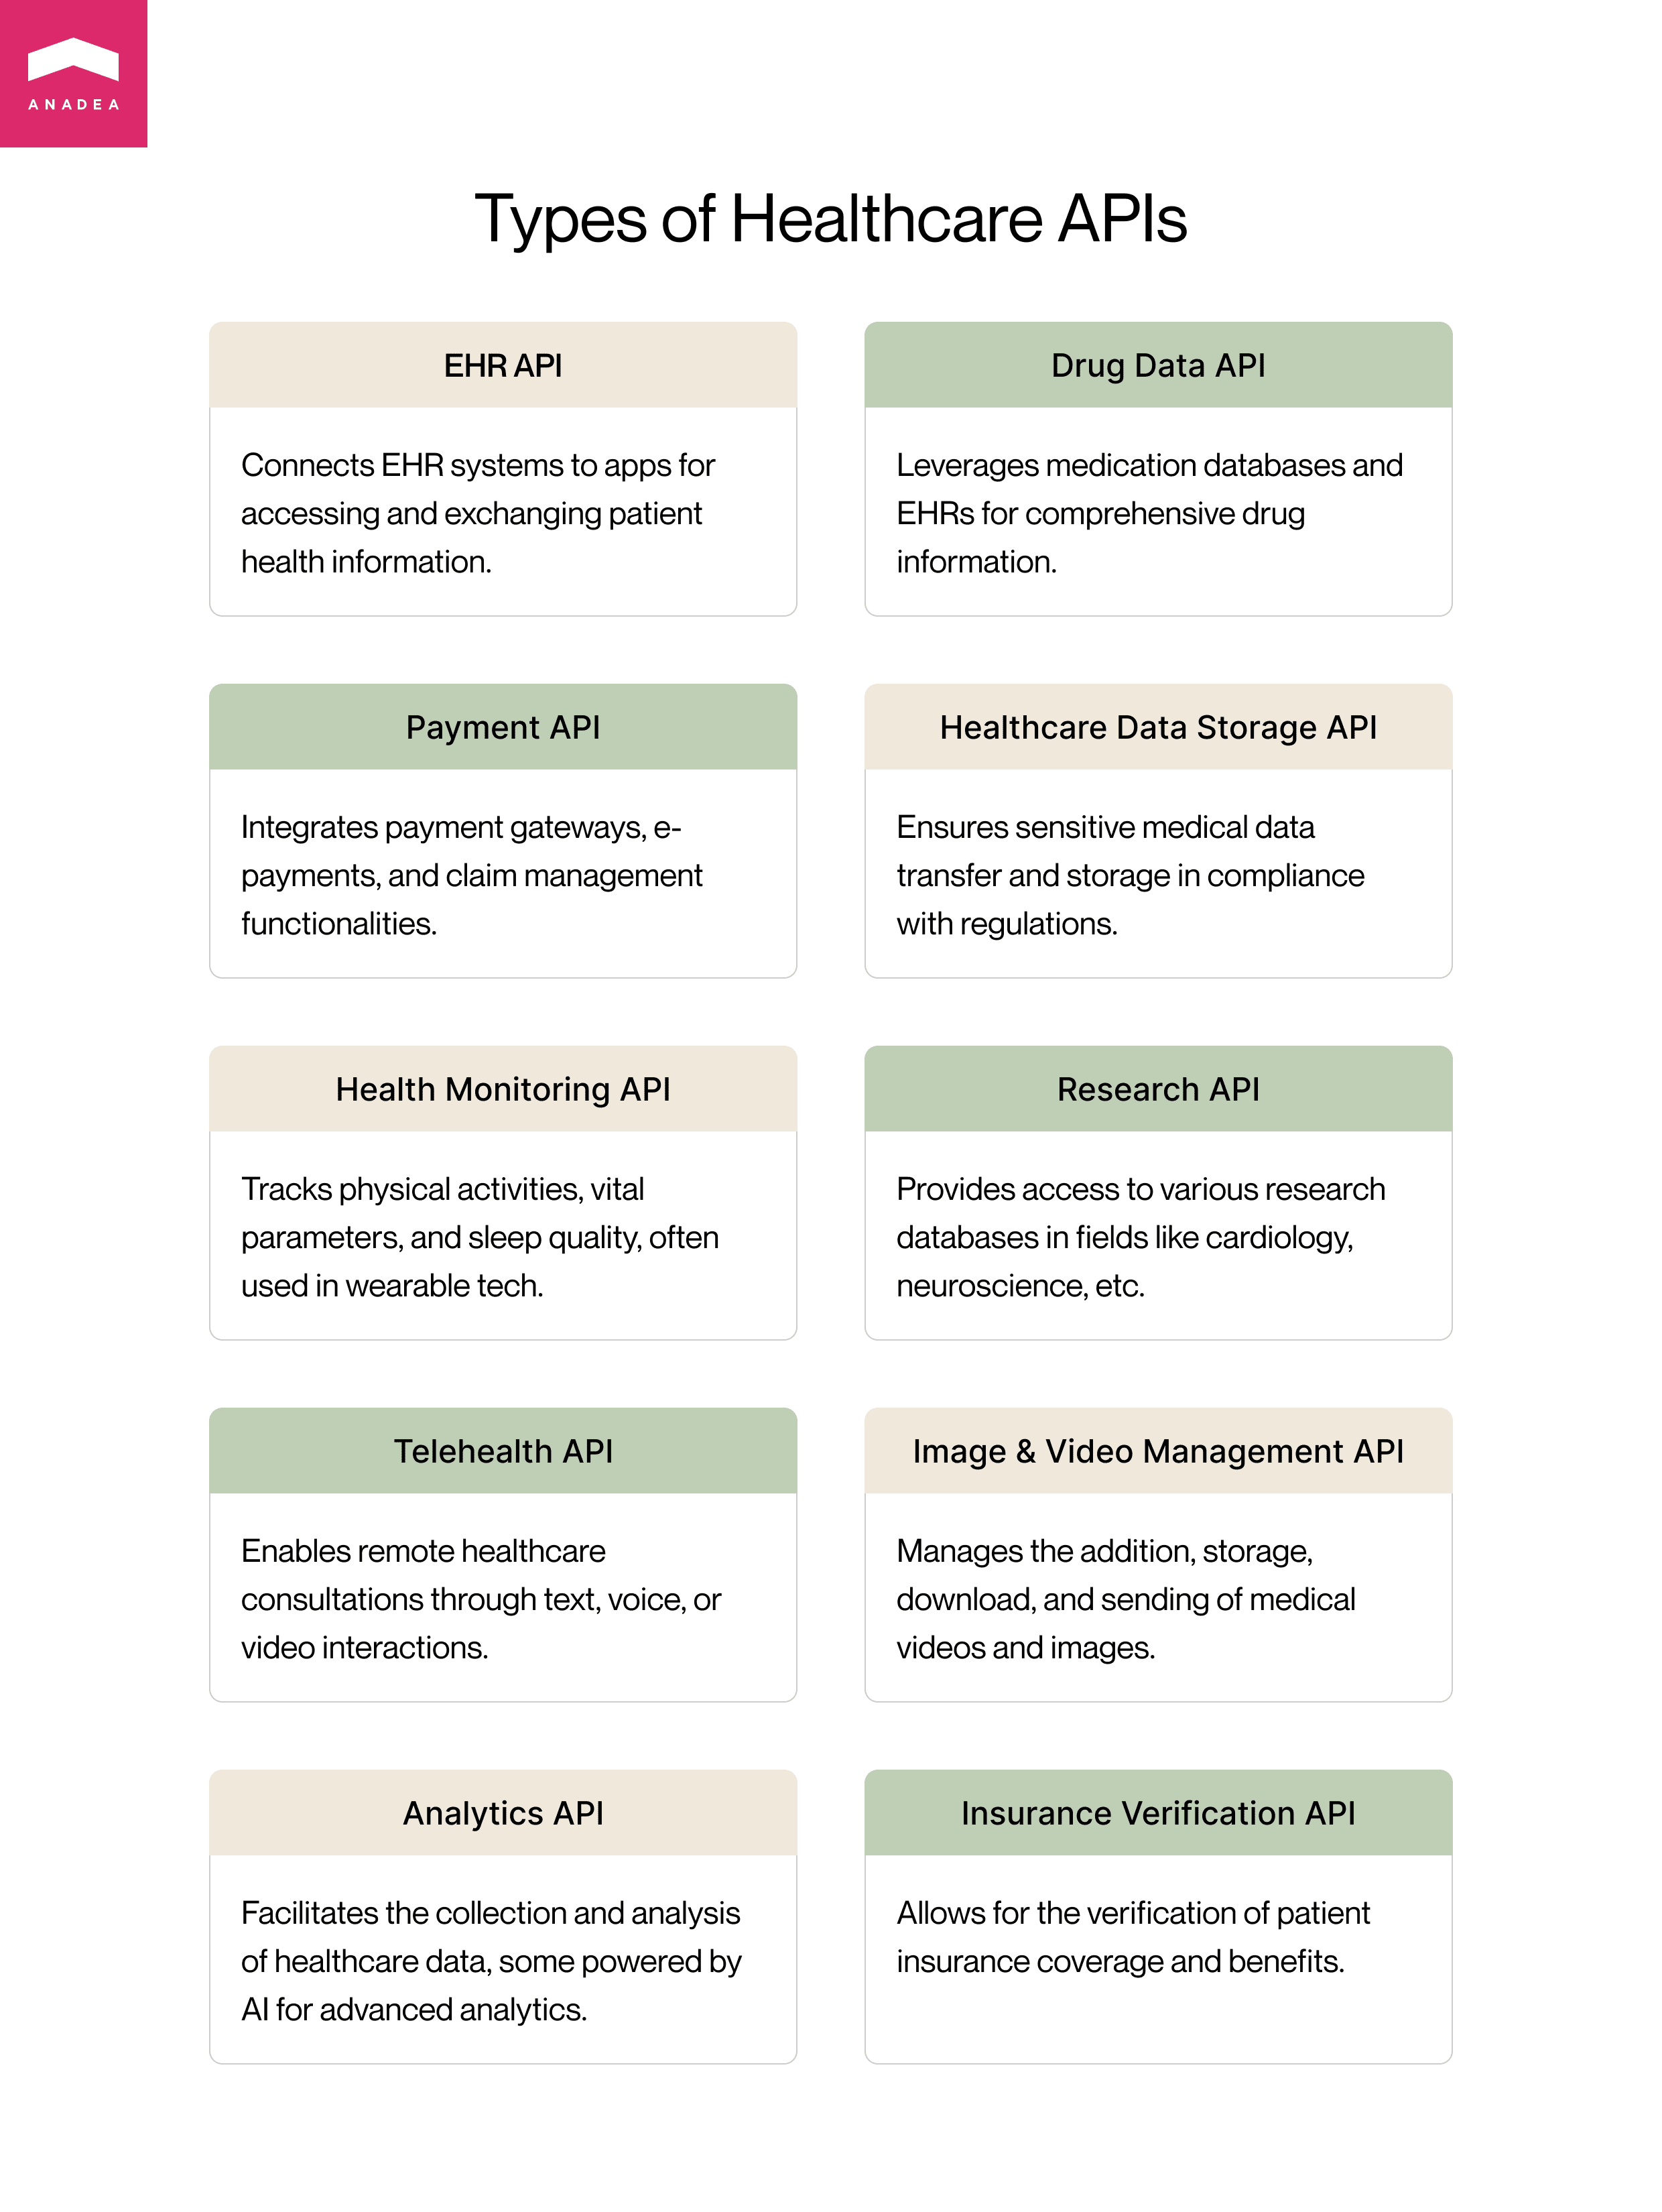 ANADEA
Types of Healthcare APIs
EHR API
Connects EHR systems to apps for
accessing and exchanging patient
health information.
Drug Data API
Leverages medication databases and
EHRs for comprehensive drug
information.
Payment API
Integrates payment gateways, e-
payments, and claim management
functionalities.
Healthcare Data Storage API
Ensures sensitive medical data
transfer and storage in compliance
with regulations.
Health Monitoring API
Tracks physical activities, vital
parameters, and sleep quality, often
used in wearable tech.
Research API
Provides access to various research
databases in fields like cardiology,
neuroscience, etc.
Telehealth API
Enables remote healthcare
consultations through text, voice, or
video interactions.
Image & Video Management API
Manages the addition, storage,
download, and sending of medical
videos and images.
Analytics API
Facilitates the collection and analysis
of healthcare data, some powered by
AI for advanced analytics.
Insurance Verification API
Allows for the verification of patient
insurance coverage and benefits.